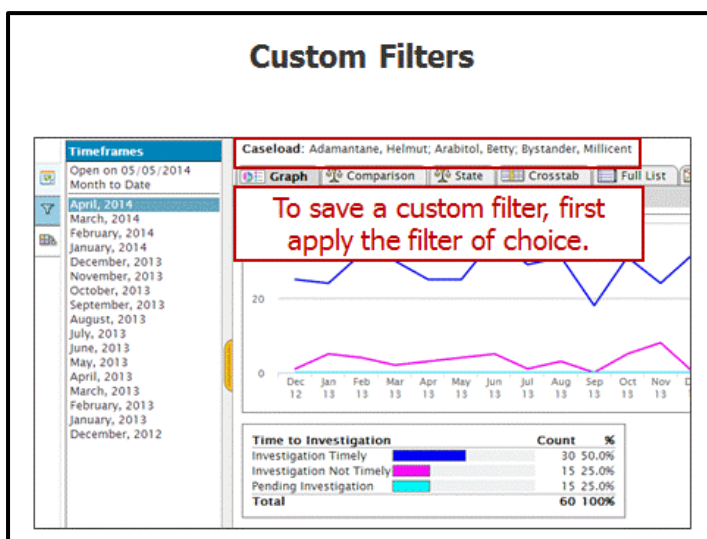 Custom Filters
Caseload: Adamantane, Helmut; Arabitol, Betty; Bystander, Millicent
Timeframes
Open on 05/05/2014
Month to Date
April, 2014
March, 2014
February, 2014
January, 2014
December, 2013
November, 2013
October, 2013
September, 2013
August, 2013
July, 2013
June, 2013
May, 2013
April, 2013
March, 2013
February, 2013
January, 2013
December, 2012
Graph Comparison State Crosstab Full List
To save a custom filter, first
apply the filter of choice.
20
0
Dec Jan Feb Mar Apr May Jun Jul Aug Sep Oct Nov D
12 13 13 13 13 13 13 13 13 13 13 13
Time to Investigation Count %
Investigation Timely 30 50.0%
Investigation Not Timely 15 25.0%
Pending Investigation 15 25.0%
Total 60 100%